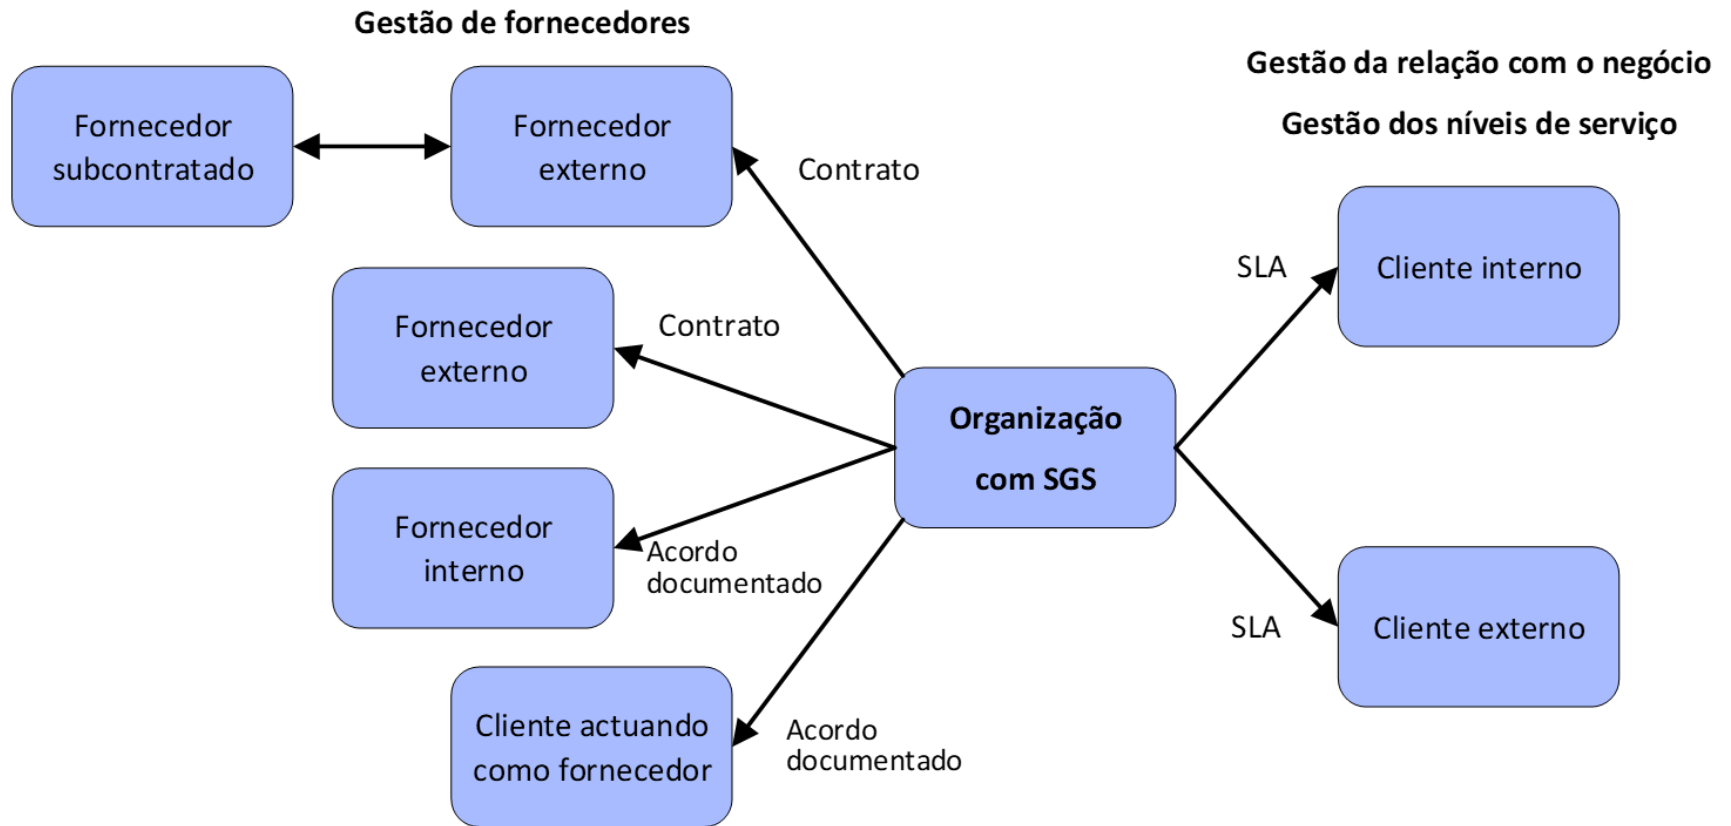 Gestão de fornecedores
Gestão da relação com o negócio
Gestão dos níveis de serviço
Fornecedor
subcontratado
Fornecedor
externo
Contrato
Fornecedor
externo
Contrato
Fornecedor
interno
Acordo
documentado
Cliente actuando
como fornecedor
Acordo
documentado
Organização
com SGS
SLA
Cliente interno
SLA
Cliente externo